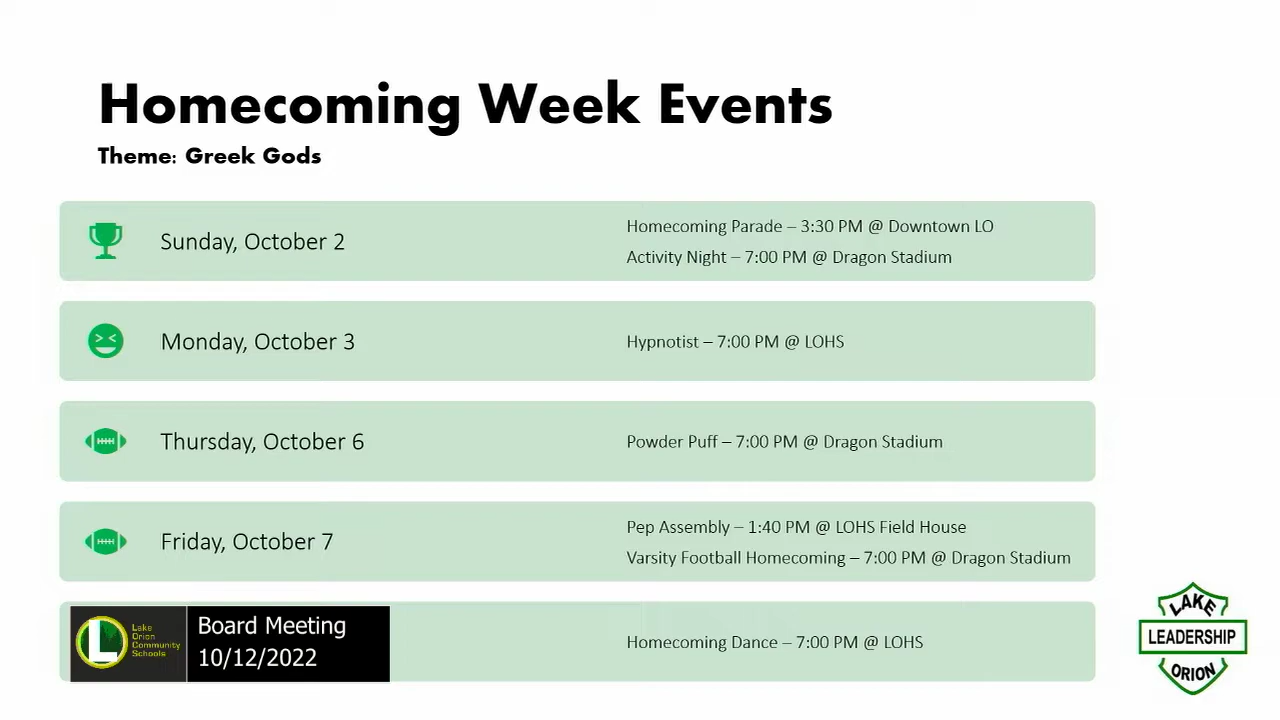 Homecoming Week Events
Theme: Greek Gods
Sunday, October 2
Homecoming Parade – 3:30 PM @ Downtown LO
Activity Night – 7:00 PM @ Dragon Stadium
Monday, October 3
Hypnotist – 7:00 PM @ LOHS
Thursday, October 6
Powder Puff – 7:00 PM @ Dragon Stadium
Friday, October 7
Pep Assembly – 1:40 PM @ LOHS Field House
Varsity Football Homecoming – 7:00 PM @ Dragon Stadium
L
Lake
Orion
Community
Schools
Board Meeting
10/12/2022
Homecoming Dance – 7:00 PM @ LOHS
LAKE
LEADERSHIP
ORION